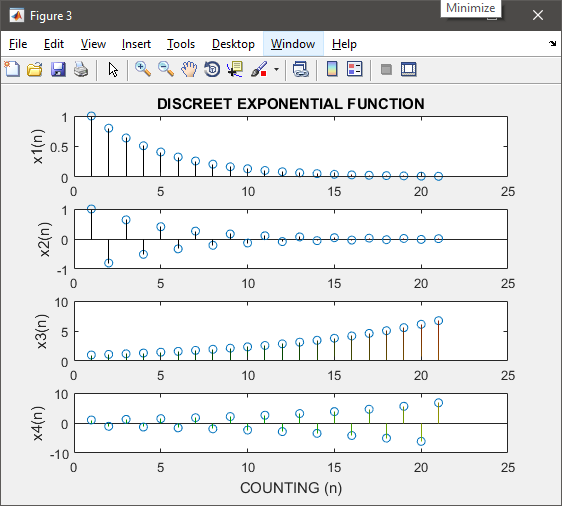 Minimize
Figure 3
File Edit View Insert Tools Desktop Window Help
DISCREET EXPONENTIAL FUNCTION
x1(n)
1
0.5
0
0 5 10 15 20 25
x2(n)
1
0
-1
0 5 10 15 20 25
x3(n)
10
5
0
0 5 10 15 20 25
x4(n)
10
0
-10
0 5 10 15 20 25
COUNTING (n)